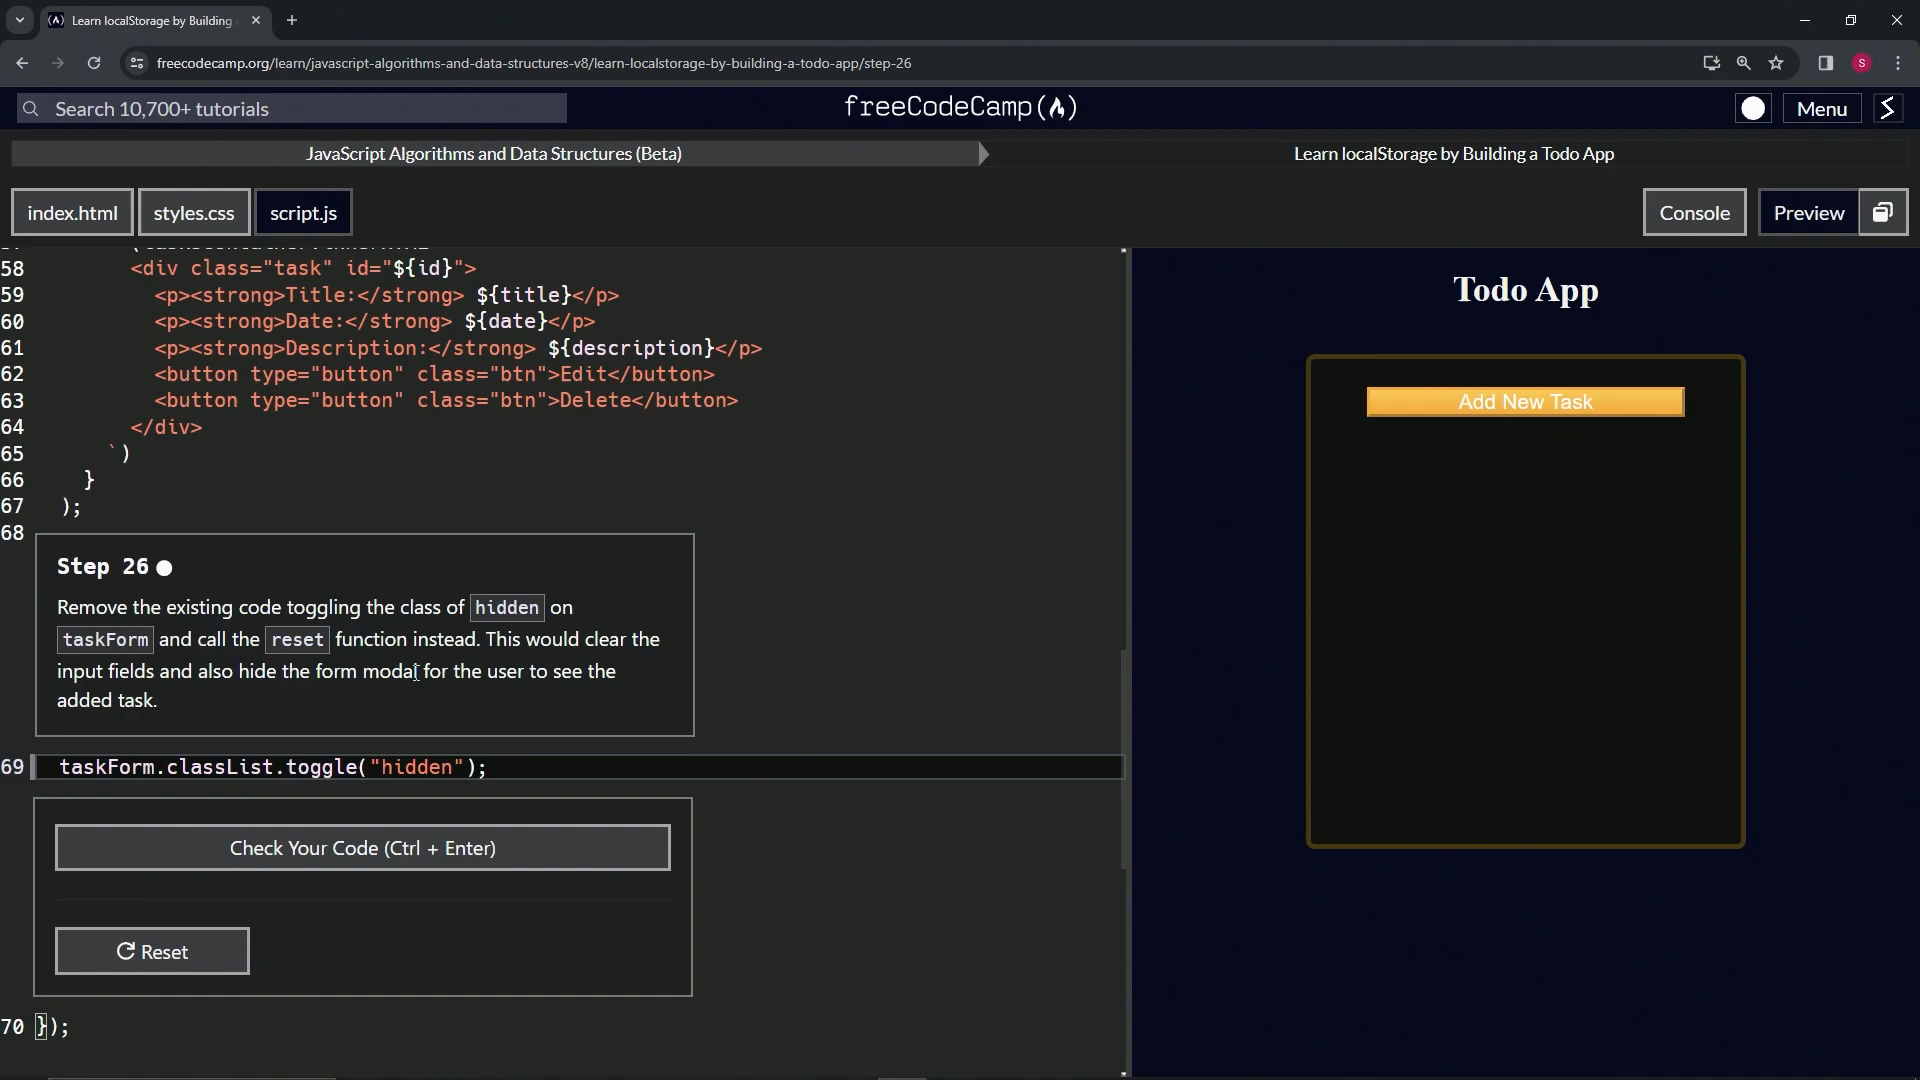 Learn localStorage by Building
freecodecamp.org/learn/javascript-algorithms-and-data-structures-v8/learn-localstorage-by-building-a-todo-app/step-26
S
Search 10,700+ tutorials
freeCodeCamp
Menu
JavaScript Algorithms and Data Structures (Beta)
Learn localStorage by Building a Todo App
index.html
styles.css
script.js
Console
Preview
58 <div class="task" id="${id}">
59 <p><strong>Title:</strong> ${title}</p>
60 <p><strong>Date:</strong> ${date}</p>
61 <p><strong>Description:</strong> ${description}</p>
62 <button type="button" class="btn">Edit</button>
63 <button type="button" class="btn">Delete</button>
64 </div>
65 `)
66 }
67 );
68
Step 26
Remove the existing code toggling the class of hidden on
taskForm and call the reset function instead. This would clear the
input fields and also hide the form modal for the user to see the
added task.
69 taskForm.classList.toggle("hidden");
Check Your Code (Ctrl + Enter)
Reset
70 });
Todo App
Add New Task